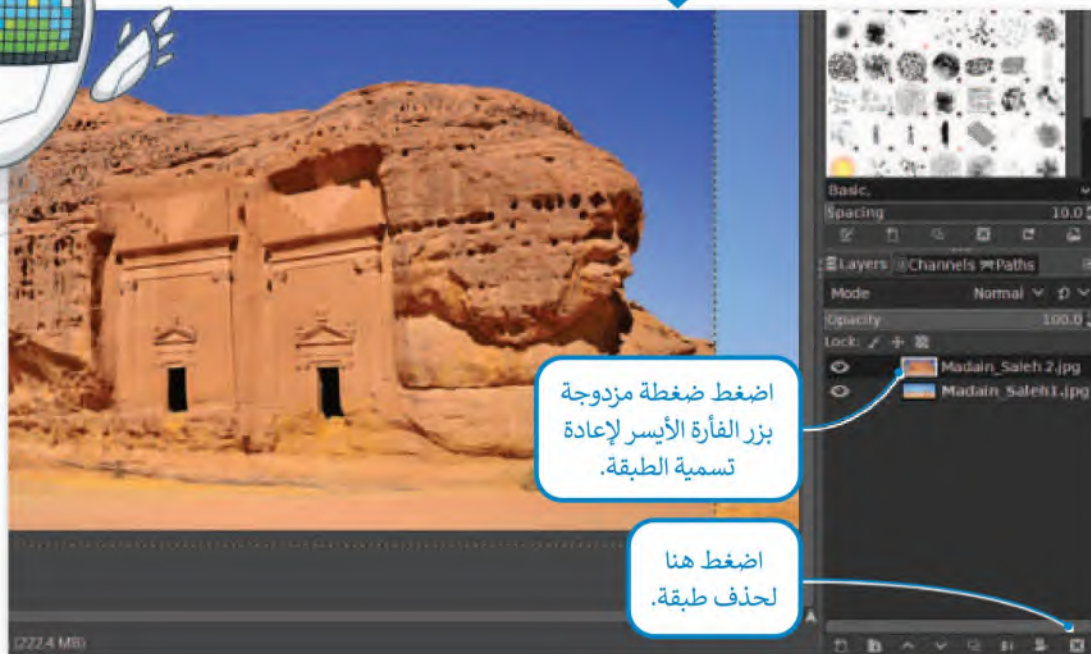 Basic.
Spacing 10.0
Layers Channels Paths
Mode Normal
Opacity 100.0
Lock:
Madain_Saleh 2.jpg
Madain_Saleh1.jpg
اضغط ضغطة مزدوجة
بزر الفأرة الأيسر لإعادة
تسمية الطبقة.
اضغط هنا
لحذف طبقة.
(222.4 MB)